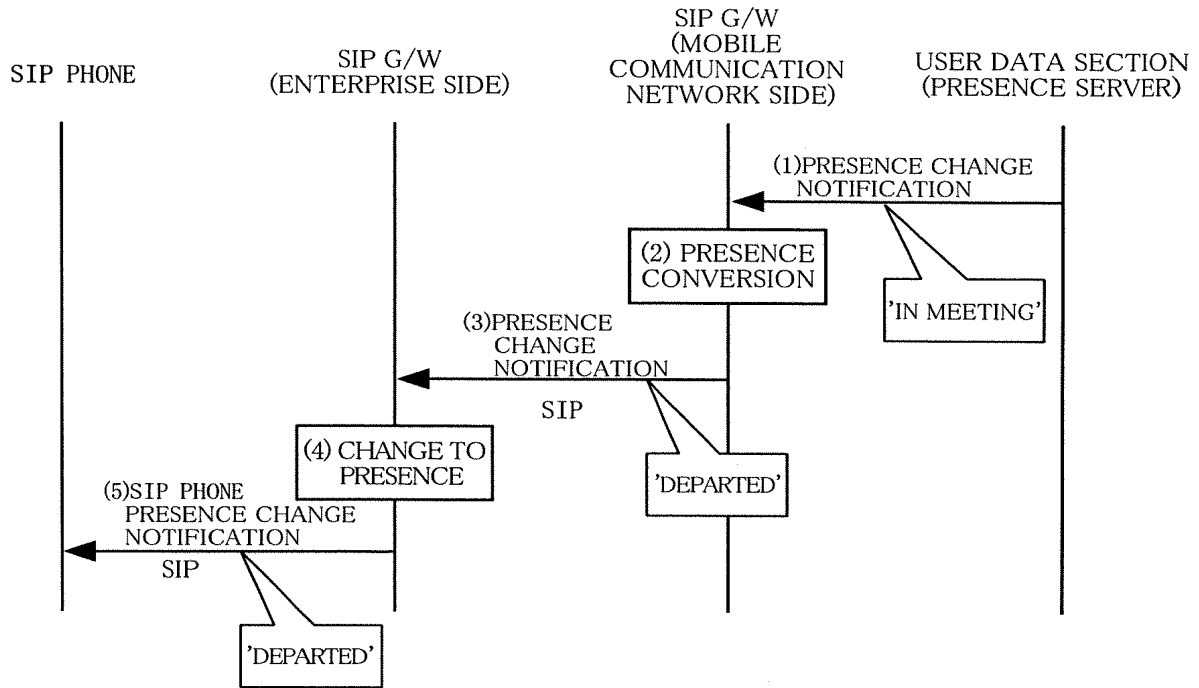 SIP PHONE
SIP G/W
(ENTERPRISE SIDE)
SIP G/W
(MOBILE
COMMUNICATION
NETWORK SIDE)
USER DATA SECTION
(PRESENCE SERVER)
(1)PRESENCE CHANGE
NOTIFICATION
(2) PRESENCE
CONVERSION
'IN MEETING'
(3)PRESENCE
CHANGE
NOTIFICATION
SIP
(4) CHANGE TO
PRESENCE
'DEPARTED'
(5)SIP PHONE
PRESENCE CHANGE
NOTIFICATION
SIP
'DEPARTED'